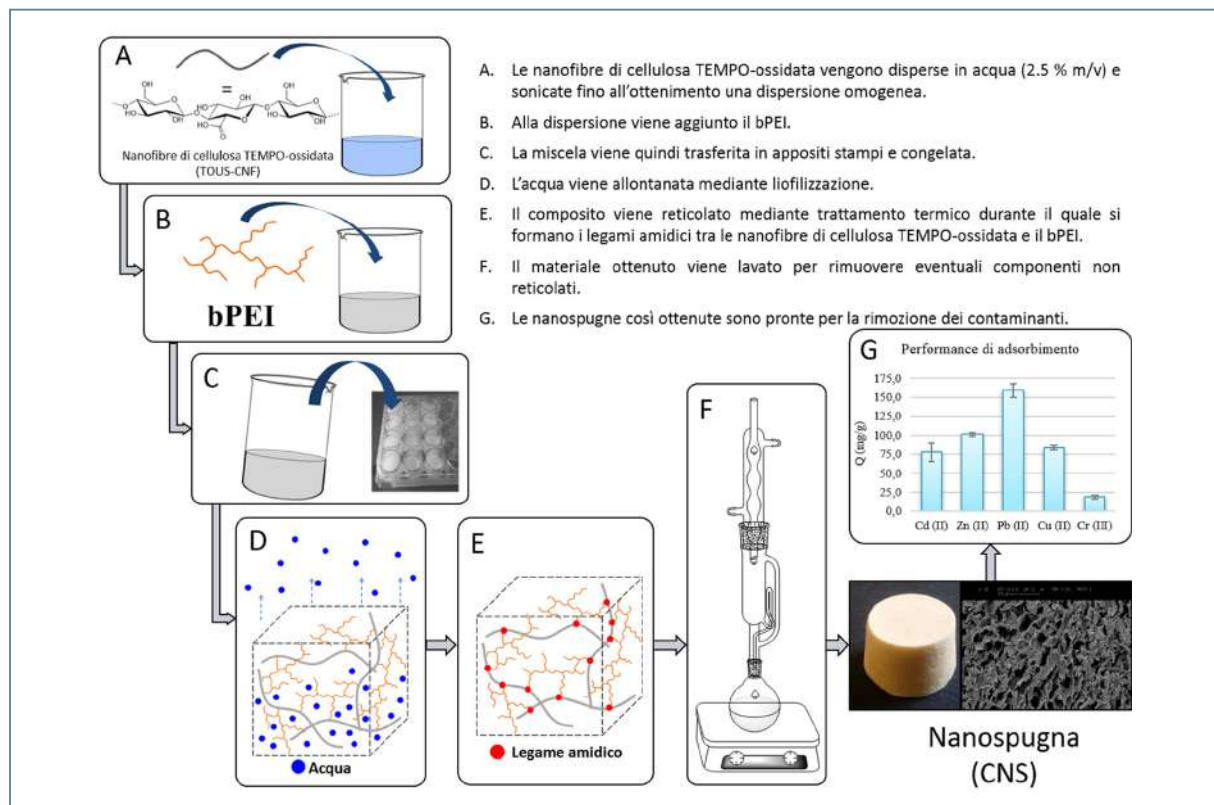 A
=
HO
OH
O
Nanofibre di cellulosa TEMPO-ossidata
(TOUS-CNF)
A. Le nanofibre di cellulosa TEMPO-ossidata vengono disperse in acqua (2.5 % m/v) e
sonicate fino all’ottenimento una dispersione omogenea.
B. Alla dispersione viene aggiunto il bPEI.
C. La miscela viene quindi trasferita in appositi stampi e congelata.
D. L’acqua viene allontanata mediante liofilizzazione.
E. Il composito viene reticolato mediante trattamento termico durante il quale si
formano i legami amidici tra le nanofibre di cellulosa TEMPO-ossidata e il bPEI.
F. Il materiale ottenuto viene lavato per rimuovere eventuali componenti non
reticolati.
G. Le nanospugne così ottenute sono pronte per la rimozione dei contaminanti.
B
bPEI
C
D
Acqua
E
Legame amidico
F
G
Performance di adsorbimento
Q (mg/g)
175,0
150,0
125,0
100,0
75,0
50,0
25,0
0,0
Cd (II) Zn (II) Pb (II) Cu (II) Cr (III)
Nanospugna
(CNS)